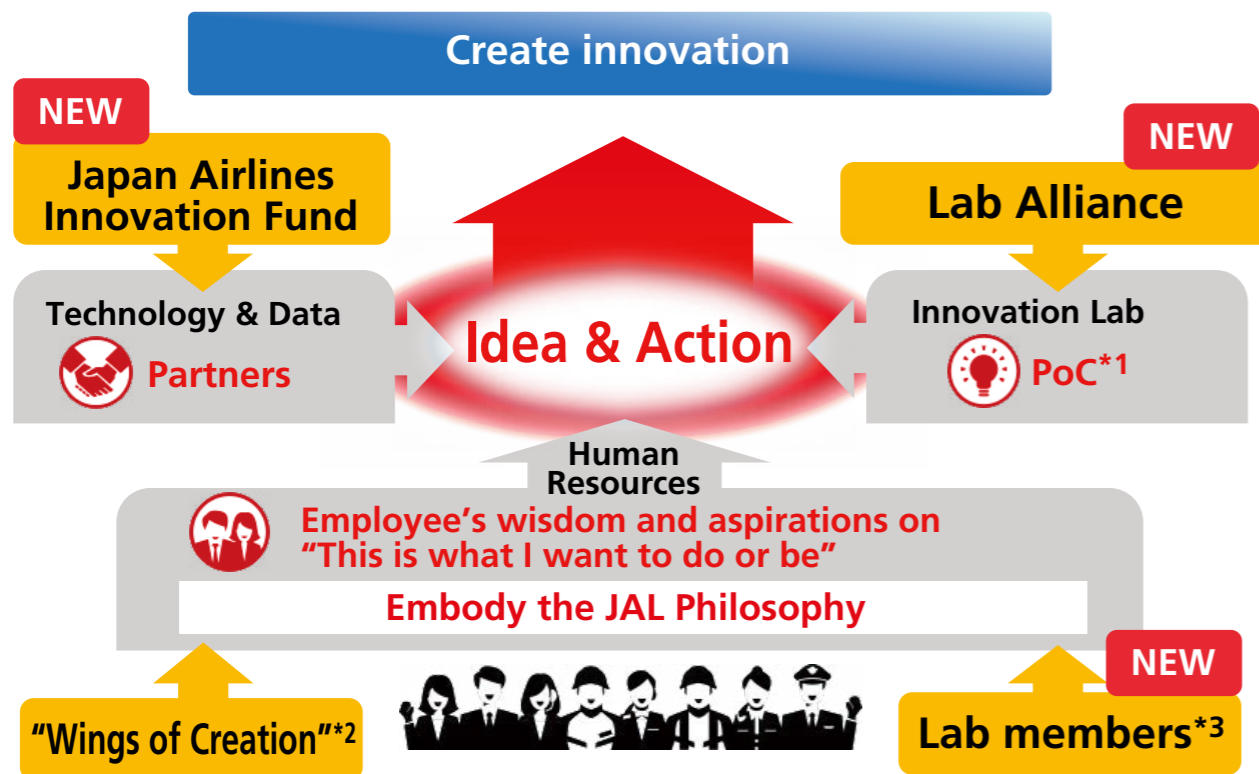 Create innovation
NEW
Japan Airlines
Innovation Fund
NEW
Lab Alliance
Technology & Data
Partners
Idea & Action
Innovation Lab
PoC*1
Human
Resources
Employee's wisdom and aspirations on
“This is what I want to do or be”
Embody the JAL Philosophy
“Wings of Creation”*2
NEW
Lab members*3